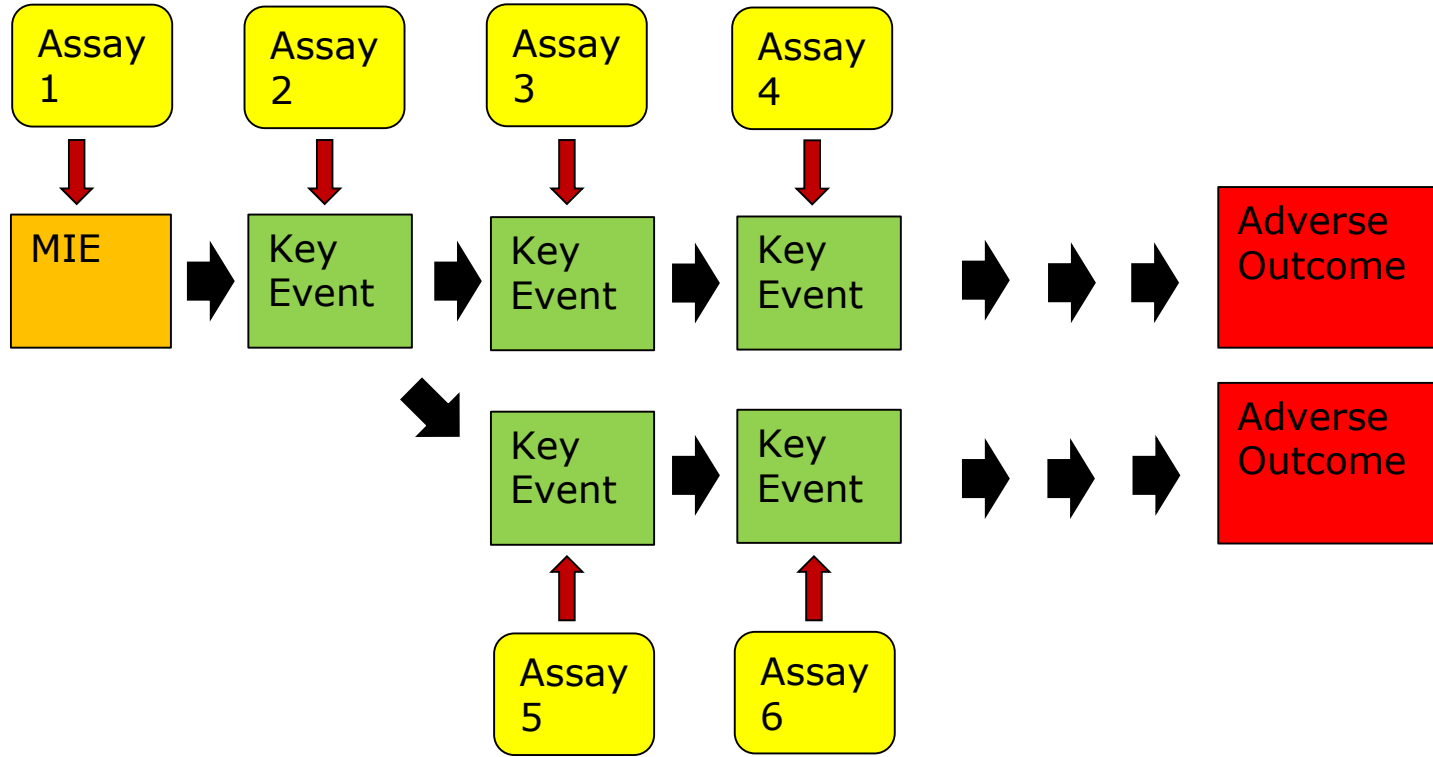 Assay
1
Assay
2
Assay
3
Assay
4
MIE
Key
Event
Key
Event
Key
Event
Adverse
Outcome
Key
Event
Key
Event
Adverse
Outcome
Assay
5
Assay
6